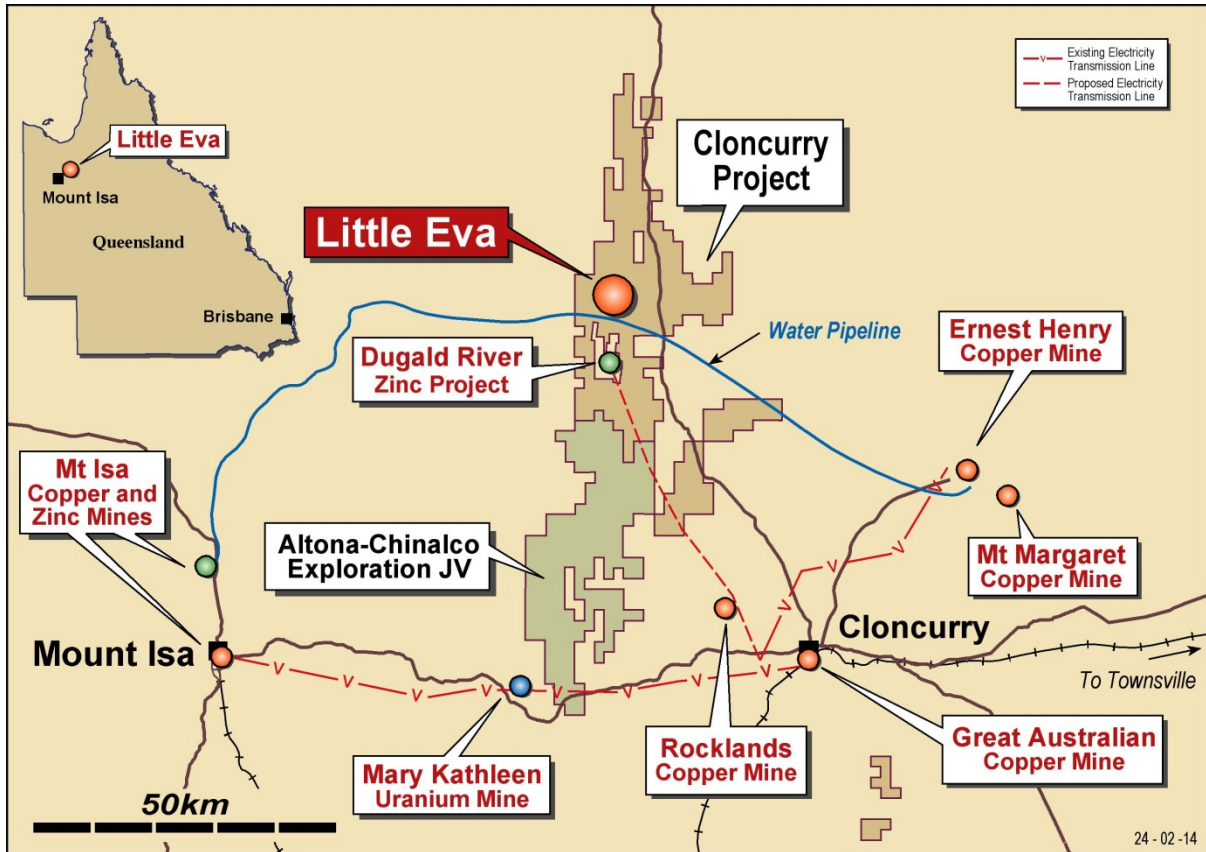 Existing Electricity
Transmission Line
Proposed Electricity
Transmission Line
Little Eva
Mount Isa
Queensland
Brisbane
Cloncurry
Project
Little Eva
Water Pipeline
Ernest Henry
Copper Mine
Dugald River
Zinc Project
Mt Isa
Copper and
Zinc Mines
Altona-Chinalco
Exploration JV
Mt Margaret
Copper Mine
Mount Isa
Cloncurry
To Townsville
Mary Kathleen
Uranium Mine
Rocklands
Copper Mine
Great Australian
Copper Mine
50km
24 - 02 -14